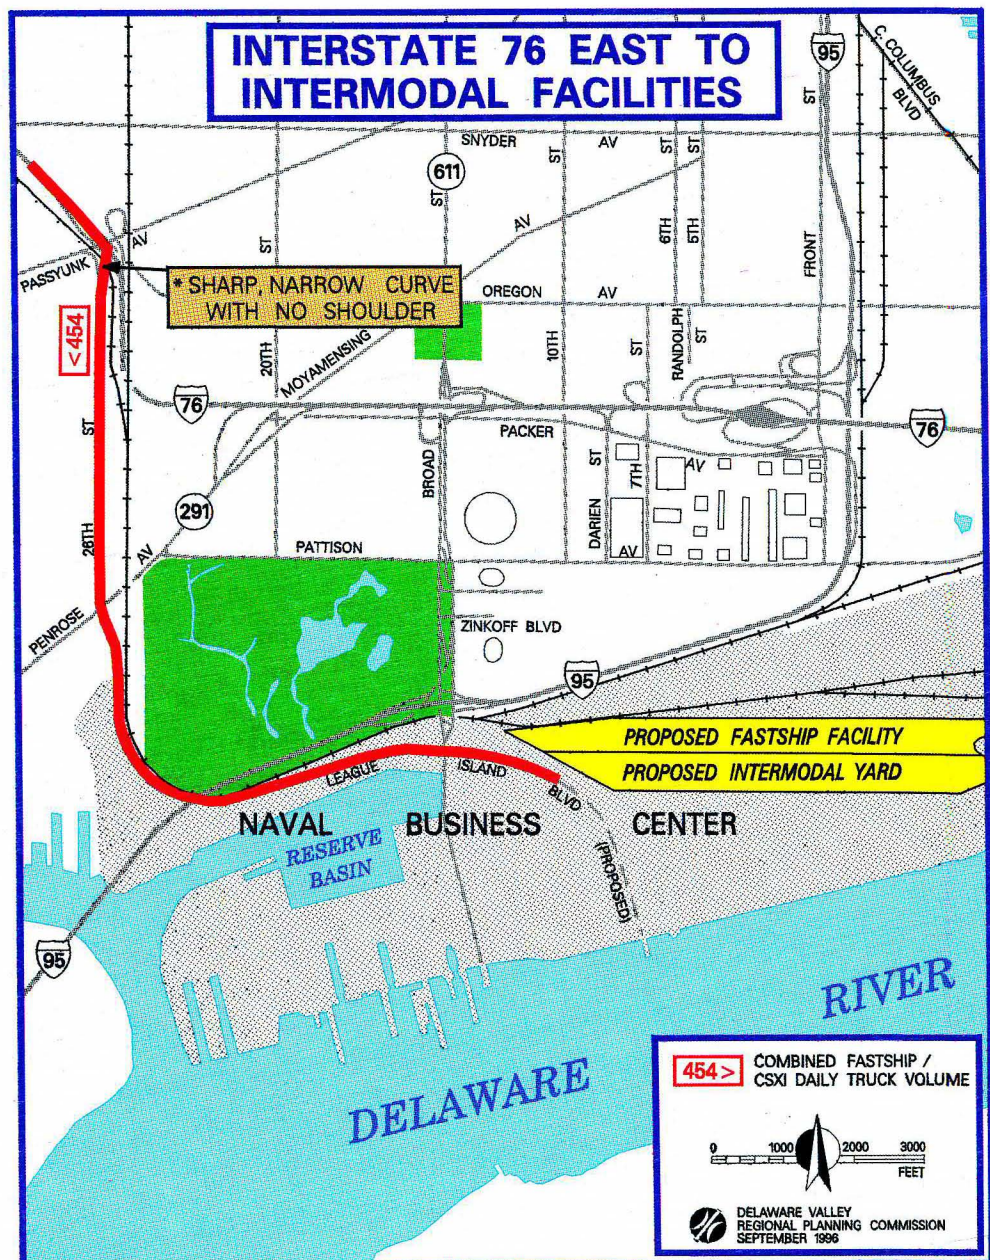 INTERSTATE 76 EAST TO
INTERMODAL FACILITIES
95
C. COLUMBUS
BLVD
ST
SNYDER
AV
ST
ST
ST
611
ST
AV
6TH
5TH
FRONT
PASSYUNK
AV
ST
* SHARP, NARROW CURVE
WITH NO SHOULDER
OREGON
AV
<454
20TH
MOYAMENSING
10TH
ST
RANDOLPH
ST
76
PACKER
76
ST
BROAD
ST
7TH
AV
291
26TH
AV
PATTISON
DARIEN
AV
PENROSE
ZINKOFF BLVD
95
PROPOSED FASTSHIP FACILITY
PROPOSED INTERMODAL YARD
LEAGUE
ISLAND
BLVD
(PROPOSED)
NAVAL BUSINESS CENTER
RESERVE
BASIN
95
DELAWARE
RIVER
454 >
COMBINED FASTSHIP /
CSXI DAILY TRUCK VOLUME
0 1000 2000 3000
FEET
DELAWARE VALLEY
REGIONAL PLANNING COMMISSION
SEPTEMBER 1996